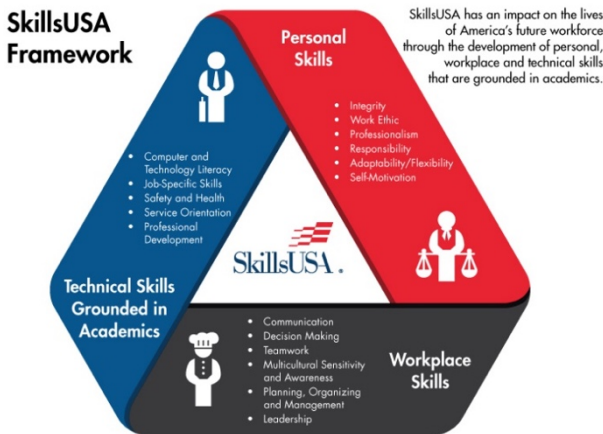 SkillsUSA
Framework
SkillsUSA has an impact on the lives
of America's future workforce
through the development of personal,
workplace and technical skills
that are grounded in academics.
Personal
Skills
• Integrity
• Work Ethic
• Professionalism
• Responsibility
• Adaptability/Flexibility
• Self-Motivation
• Computer and
Technology Literacy
• Job-Specific Skills
• Safety and Health
• Service Orientation
• Professional
Development
Technical Skills
Grounded in
Academics
SkillsUSA®
• Communication
• Decision Making
• Teamwork
• Multicultural Sensitivity
and Awareness
• Planning, Organizing
and Management
• Leadership
Workplace
Skills